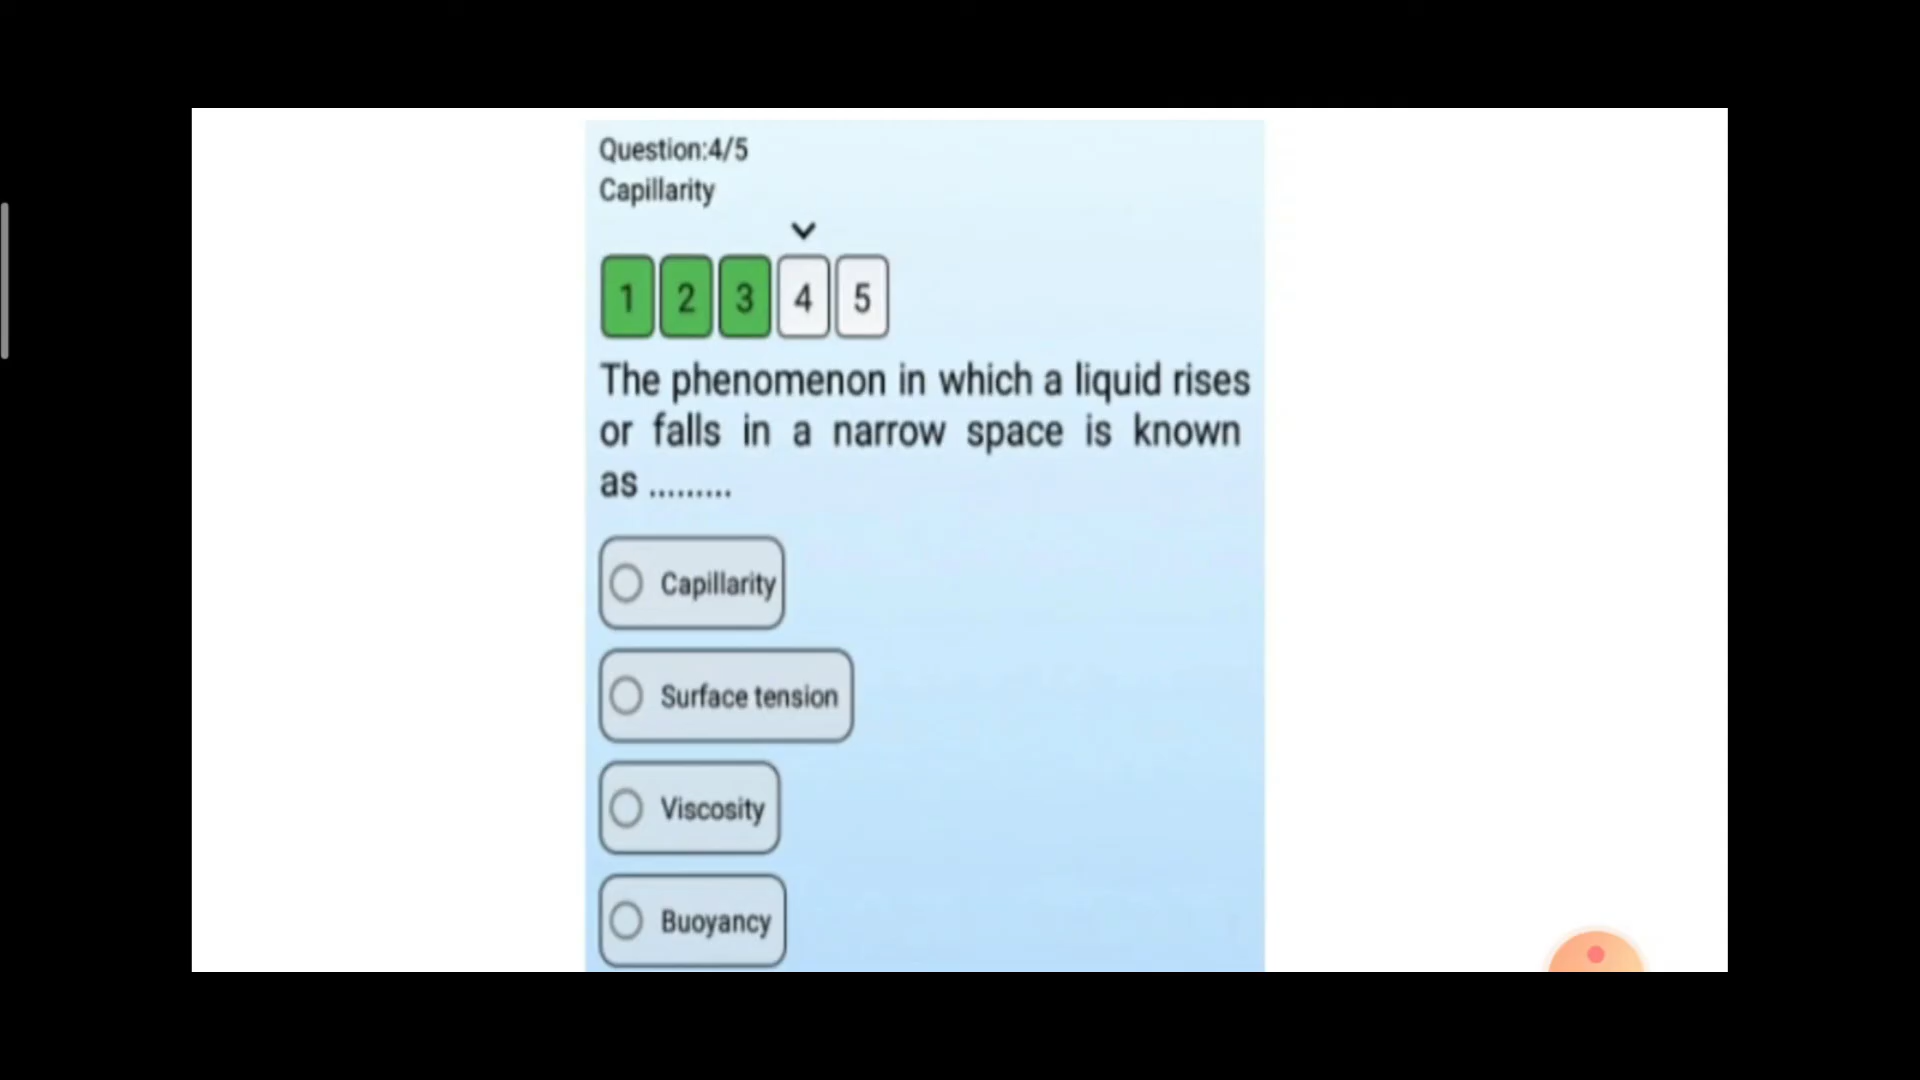 Question:4/5
Capillarity
1 2 3 4 5
The phenomenon in which a liquid rises
or falls in a narrow space is known
as .........
Capillarity
Surface tension
Viscosity
Buoyancy